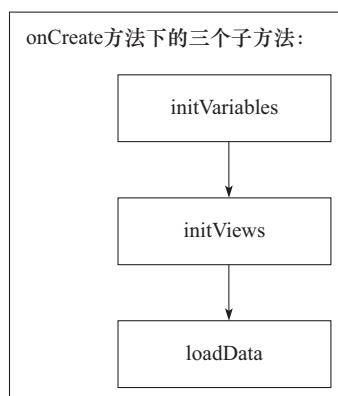 onCreate方法下的三个子方法：
initVariables
initViews
loadData